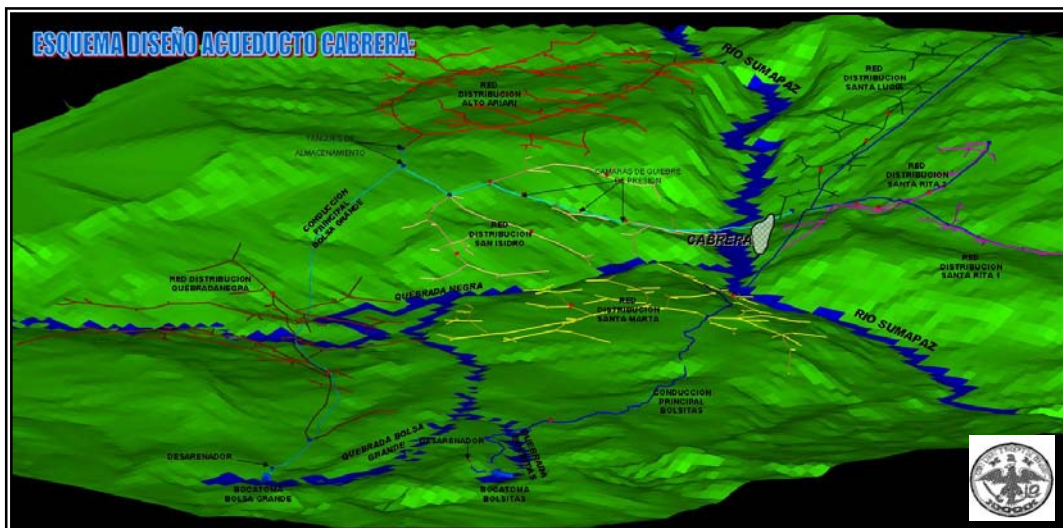 ESQUEMA DISEÑO ACUEDUCTO CABRERA:
RIO SUMAPAZ
RED
DISTRIBUCION
ALTO ARIARI
RED
DISTRIBUCION
SANTA LUCIA
TANQUES DE
ALMACENAMIENTO
CAMARAS DE QUIEBRE
DE PRESION
RED
DISTRIBUCION
SANTA RITA 2
CONDUCCION
PRINCIPAL
BOLSA GRANDE
RED
DISTRIBUCION
SAN ISIDRO
CABRERA
RED
DISTRIBUCION
SANTA RITA 1
RED DISTRIBUCION
QUEBRADANEGRA
QUEBRADA NEGRA
RED
DISTRIBUCION
SANTA MARTA
RIO SUMAPAZ
CONDUCCION
PRINCIPAL
BOLSITAS
QUEBRADA BOLSA
GRANDE
DESARENADOR
QUEBRADA
BOLSITAS
DESARENADOR
BOCATOMA
BOLSA GRANDE
BOCATOMA
BOLSITAS